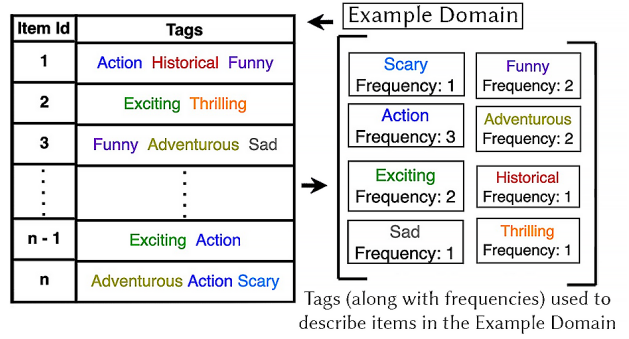 Example Domain
Item Id Tags
1 Action Historical Funny
2 Exciting Thrilling
3 Funny Adventurous Sad
n - 1 Exciting Action
n Adventurous Action Scary
Scary Funny
Frequency: 1 Frequency: 2
Action Adventurous
Frequency: 3 Frequency: 2
Exciting Historical
Frequency: 2 Frequency: 1
Sad Thrilling
Frequency: 1 Frequency: 1
Tags (along with frequencies) used to
describe items in the Example Domain